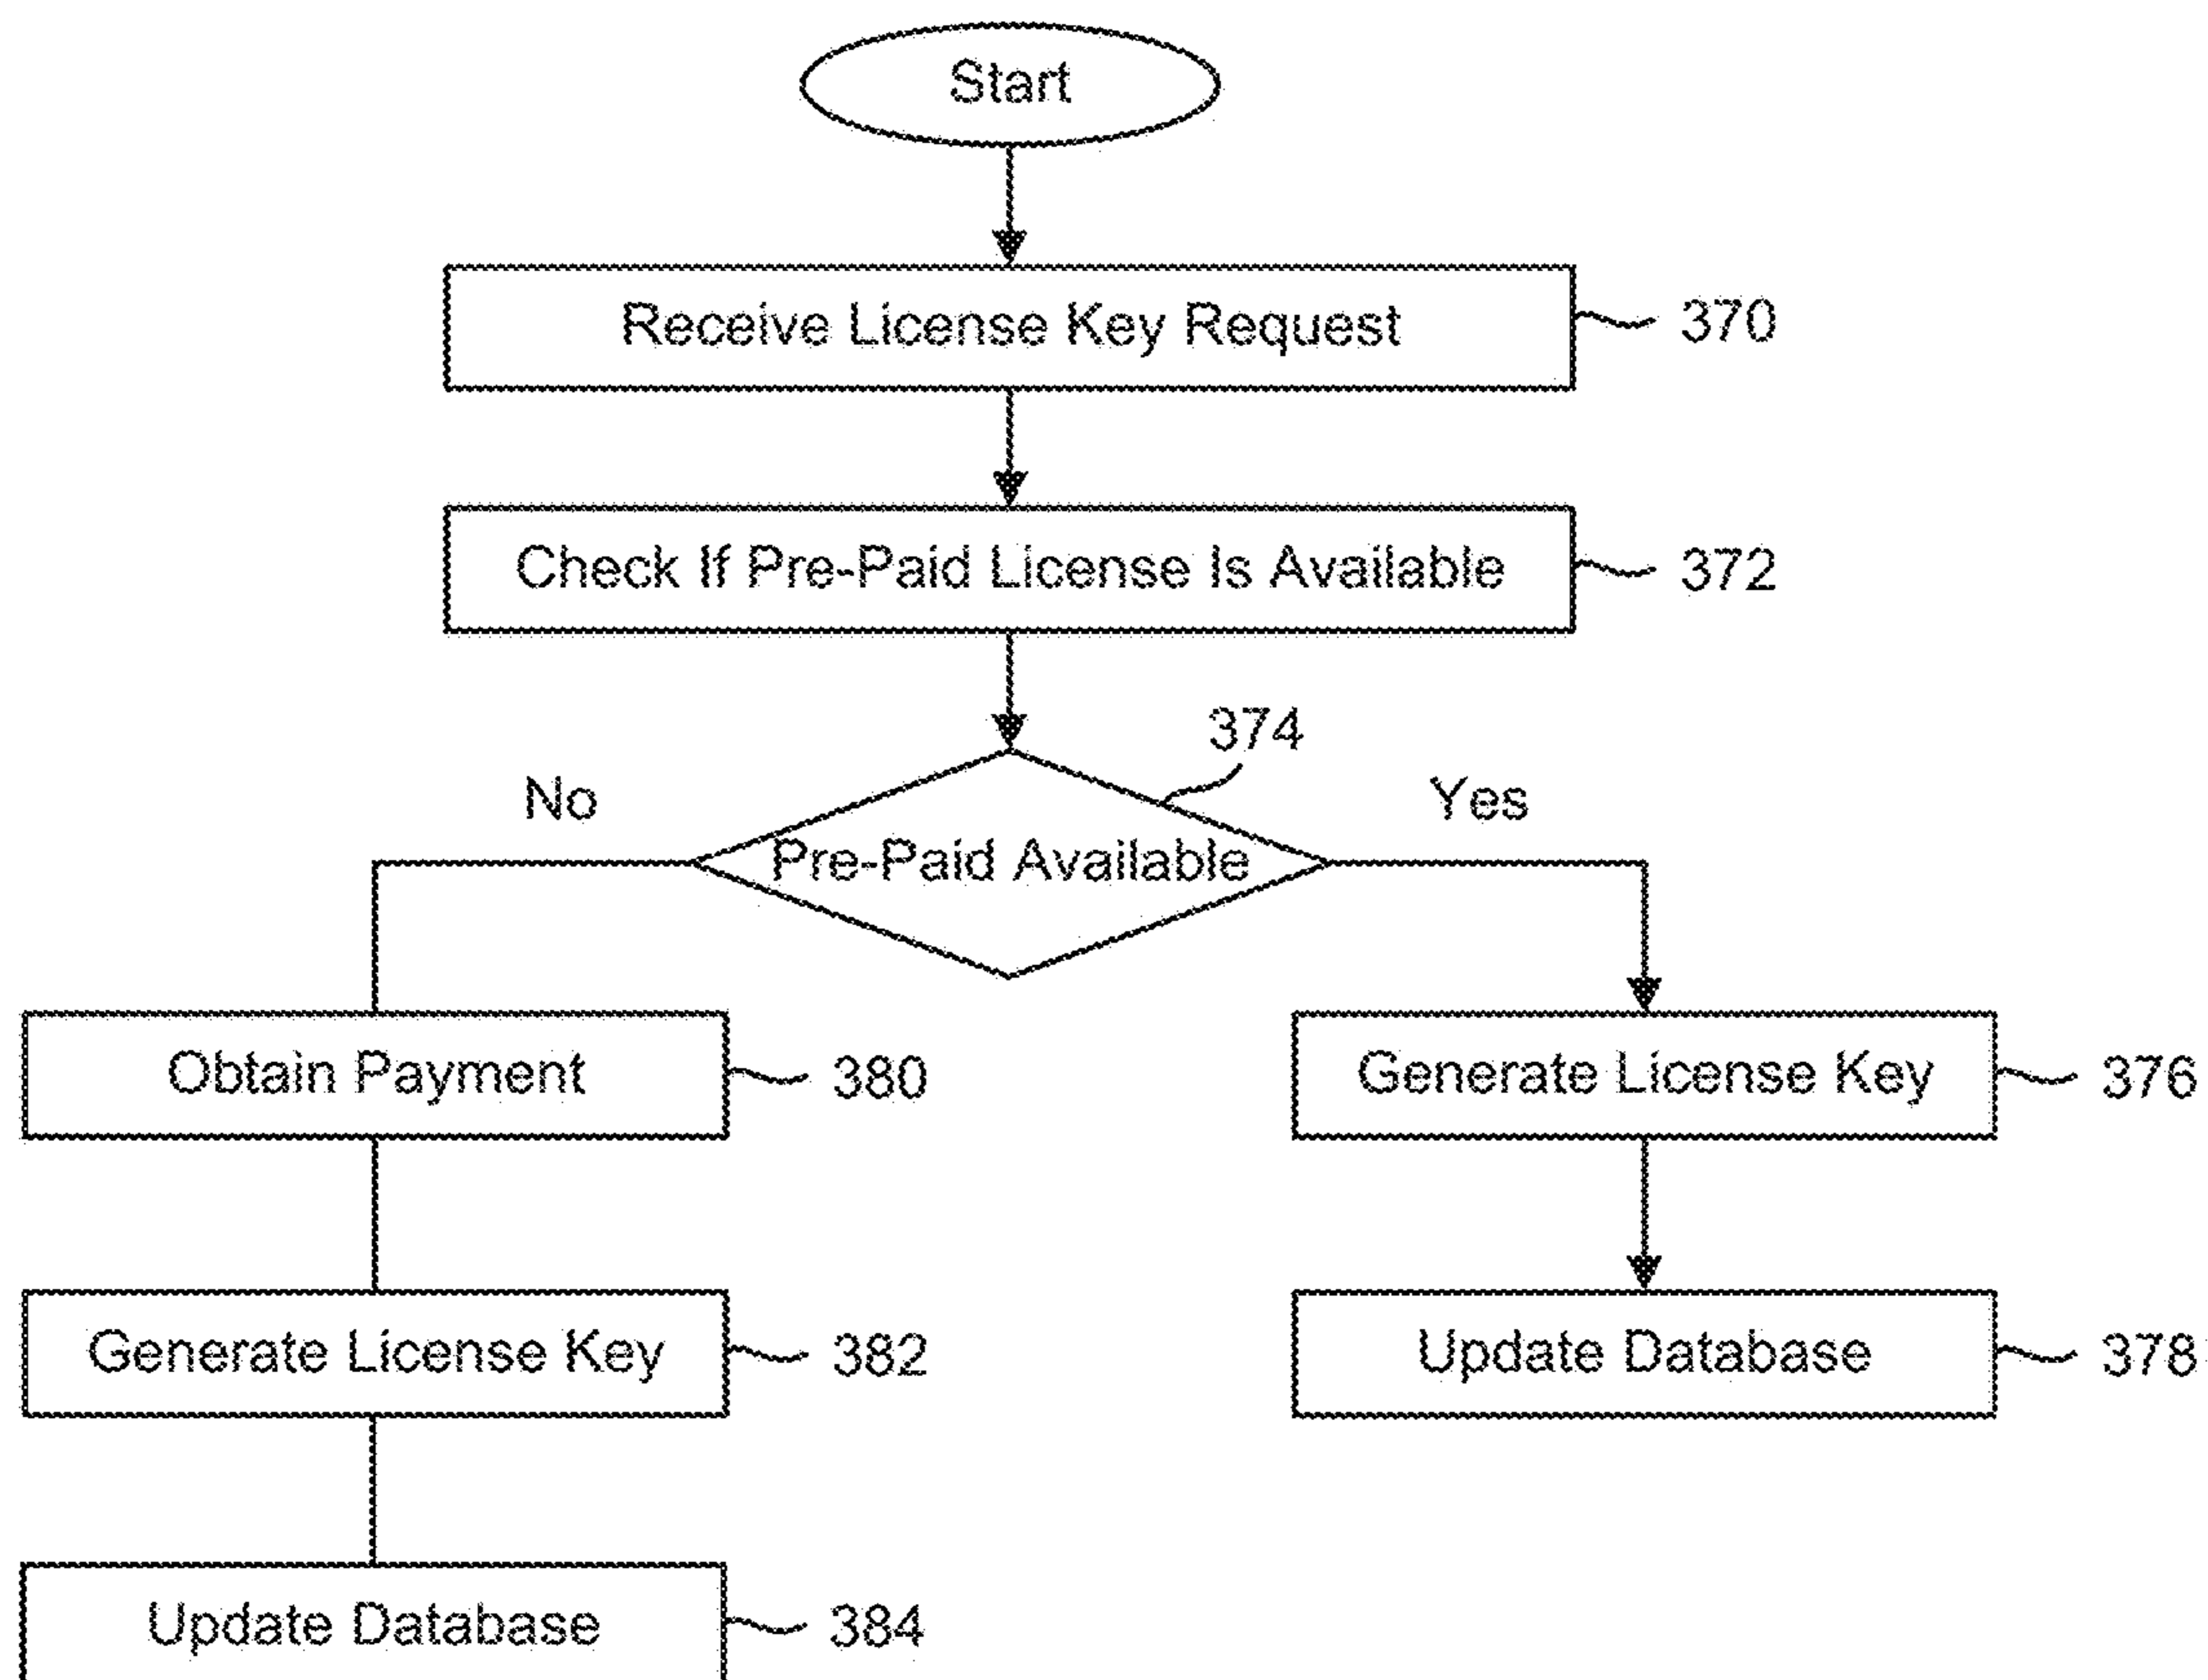 Start
Receive License Key Request 370
Check If Pre-Paid License Is Available 372
374
No Yes
Pre-Paid Available
Obtain Payment 380 Generate License Key 376
Generate License Key 382 Update Database 378
Update Database 384